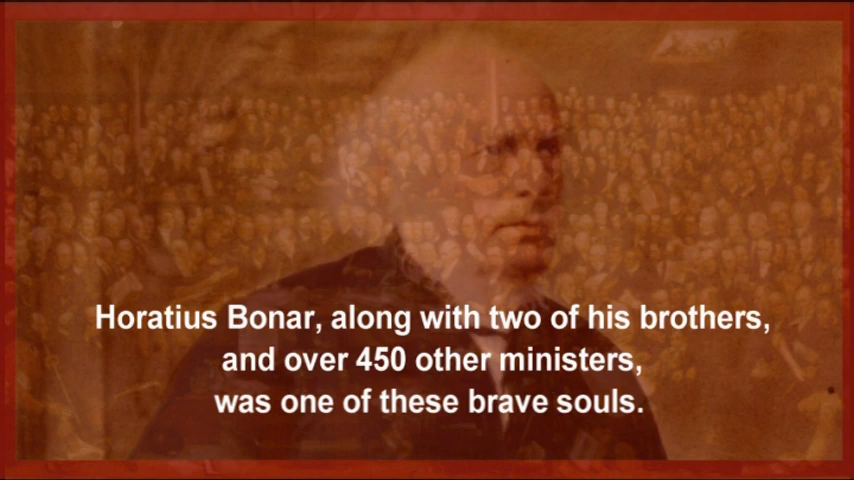 Horatius Bonar, along with two of his brothers,
and over 450 other ministers,
was one of these brave souls.